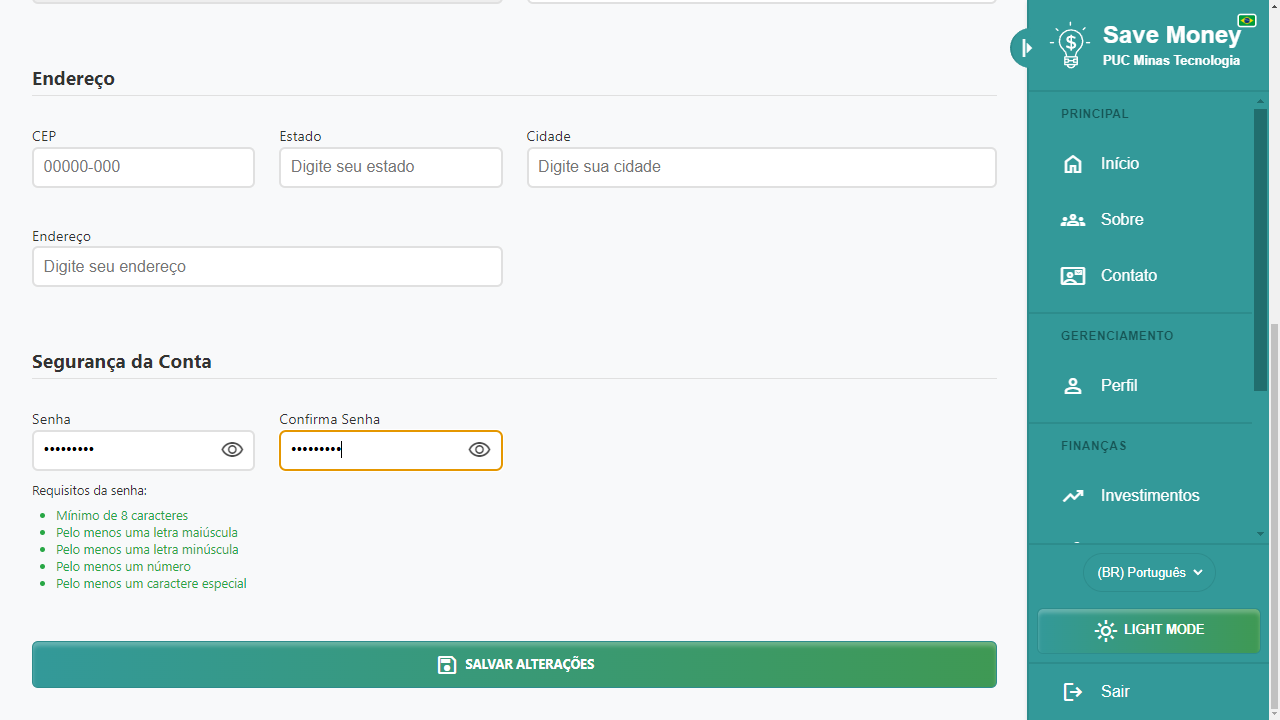 Endereço
CEP
Estado
Cidade
00000-000
Digite seu estado
Digite sua cidade
Endereço
Digite seu endereço
Segurança da Conta
Senha
Confirma Senha
•••••••••
•••••••••
Requisitos da senha:
• Mínimo de 8 caracteres
• Pelo menos uma letra maiúscula
• Pelo menos uma letra minúscula
• Pelo menos um número
• Pelo menos um caractere especial
SALVAR ALTERAÇÕES
Save Money
PUC Minas Tecnologia
PRINCIPAL
Início
Sobre
Contato
GERENCIAMENTO
Perfil
FINANÇAS
Investimentos
(BR) Português
LIGHT MODE
Sair